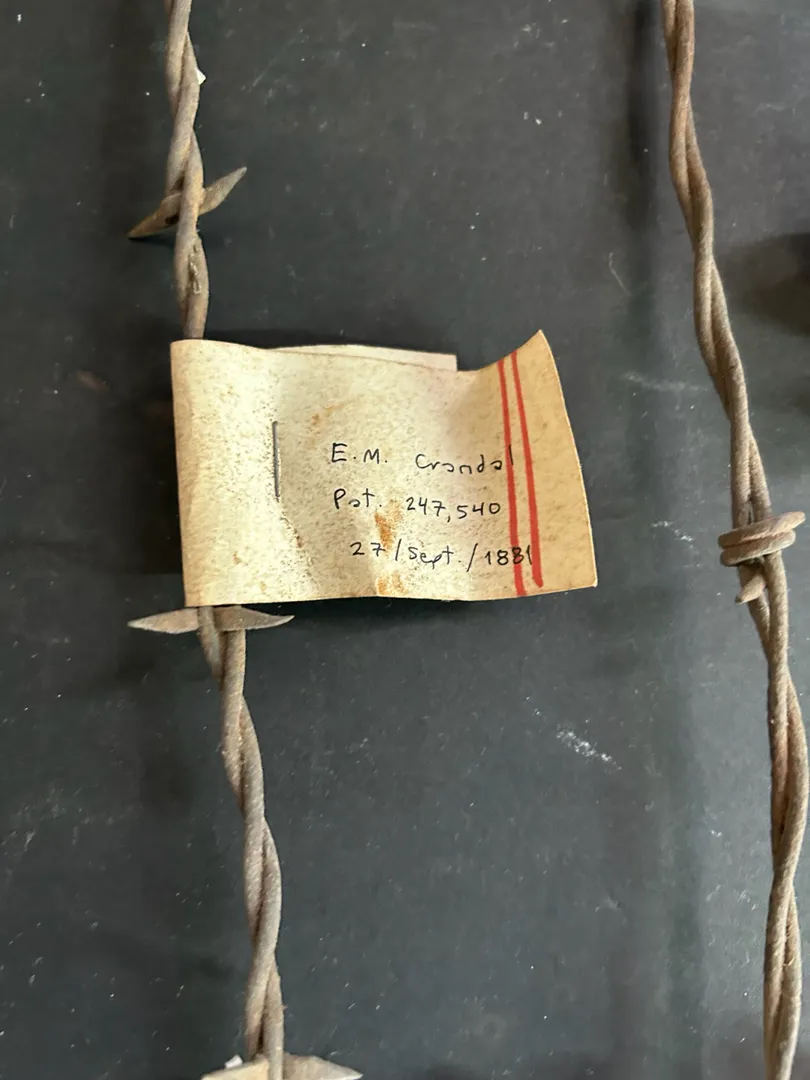 E.M. Crandal
Pat. 247,540
27/Sept./1881